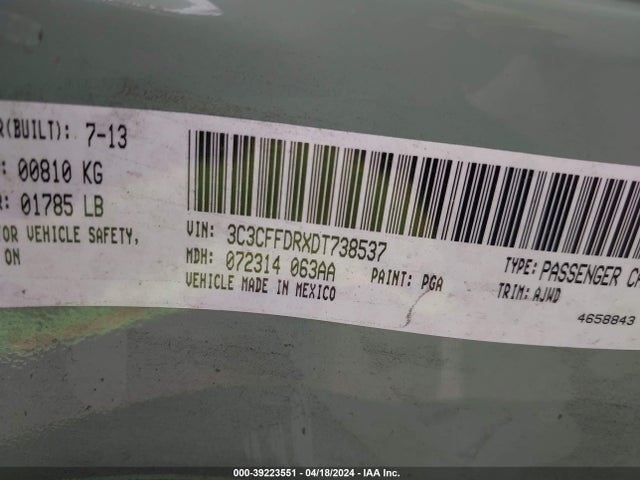 R(BUILT): 7-13
: 00810 KG
R: 01785 LB
OR VEHICLE SAFETY,
ON
VIN: 3C3CFFDRXDT738537
MDH: 072314 063AA
PAINT: PGA
VEHICLE MADE IN MEXICO
TYPE: PASSENGER CA
TRIM: AJWD
4658843
000-39223551 - 04/18/2024 - IAA Inc.